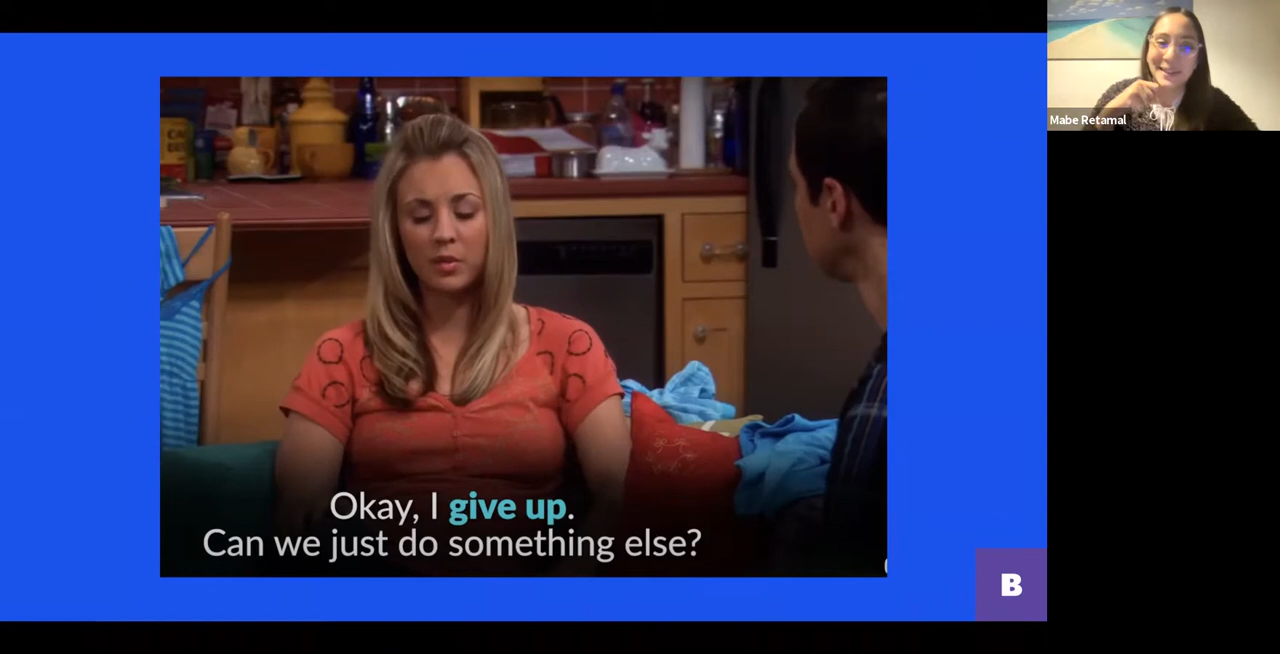 Mabe Retamal
Okay, I give up.
Can we just do something else?
B